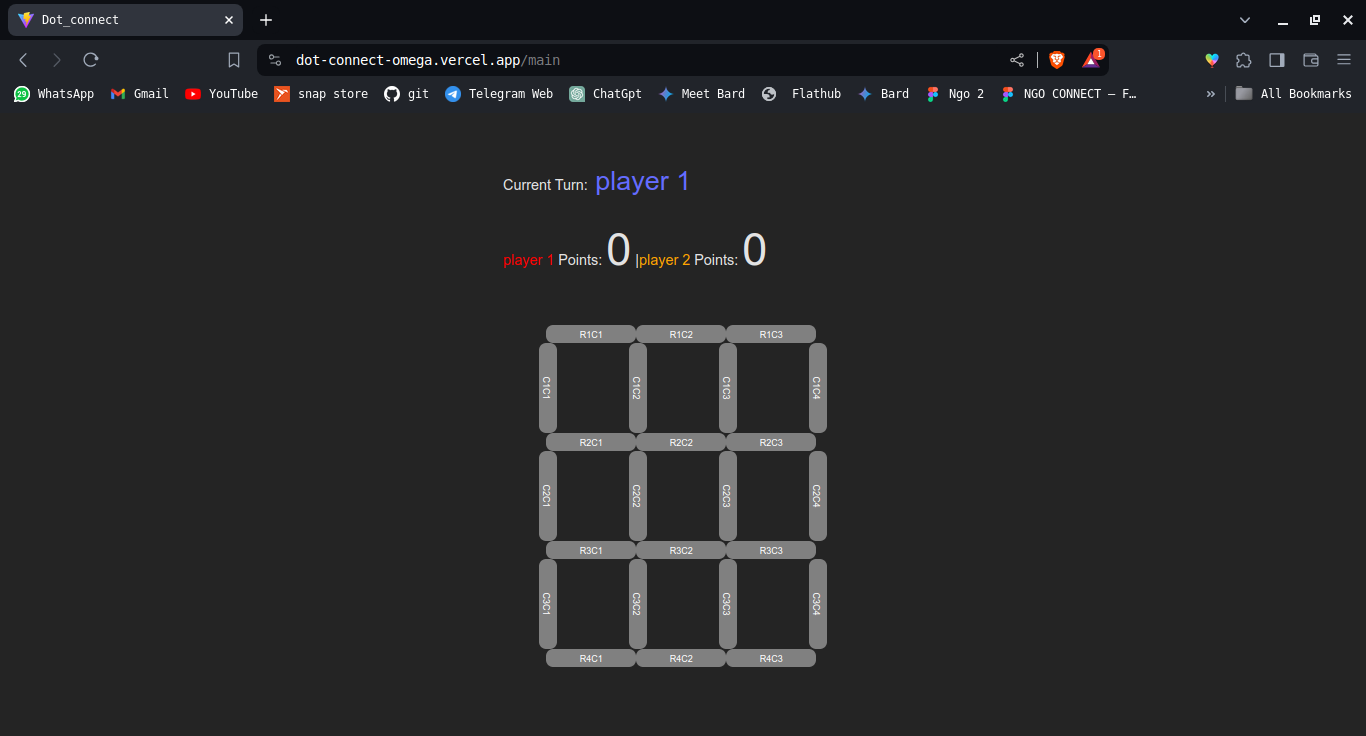 Dot_connect
dot-connect-omega.vercel.app/main
1
29 WhatsApp Gmail YouTube snap store git Telegram Web ChatGpt Meet Bard Flathub Bard Ngo 2 NGO CONNECT – F… » All Bookmarks
Current Turn: player 1
player 1 Points: 0 |player 2 Points: 0
R1C1 R1C2 R1C3
C1C1 C1C2 C1C3 C1C4
R2C1 R2C2 R2C3
C2C1 C2C2 C2C3 C2C4
R3C1 R3C2 R3C3
C3C1 C3C2 C3C3 C3C4
R4C1 R4C2 R4C3